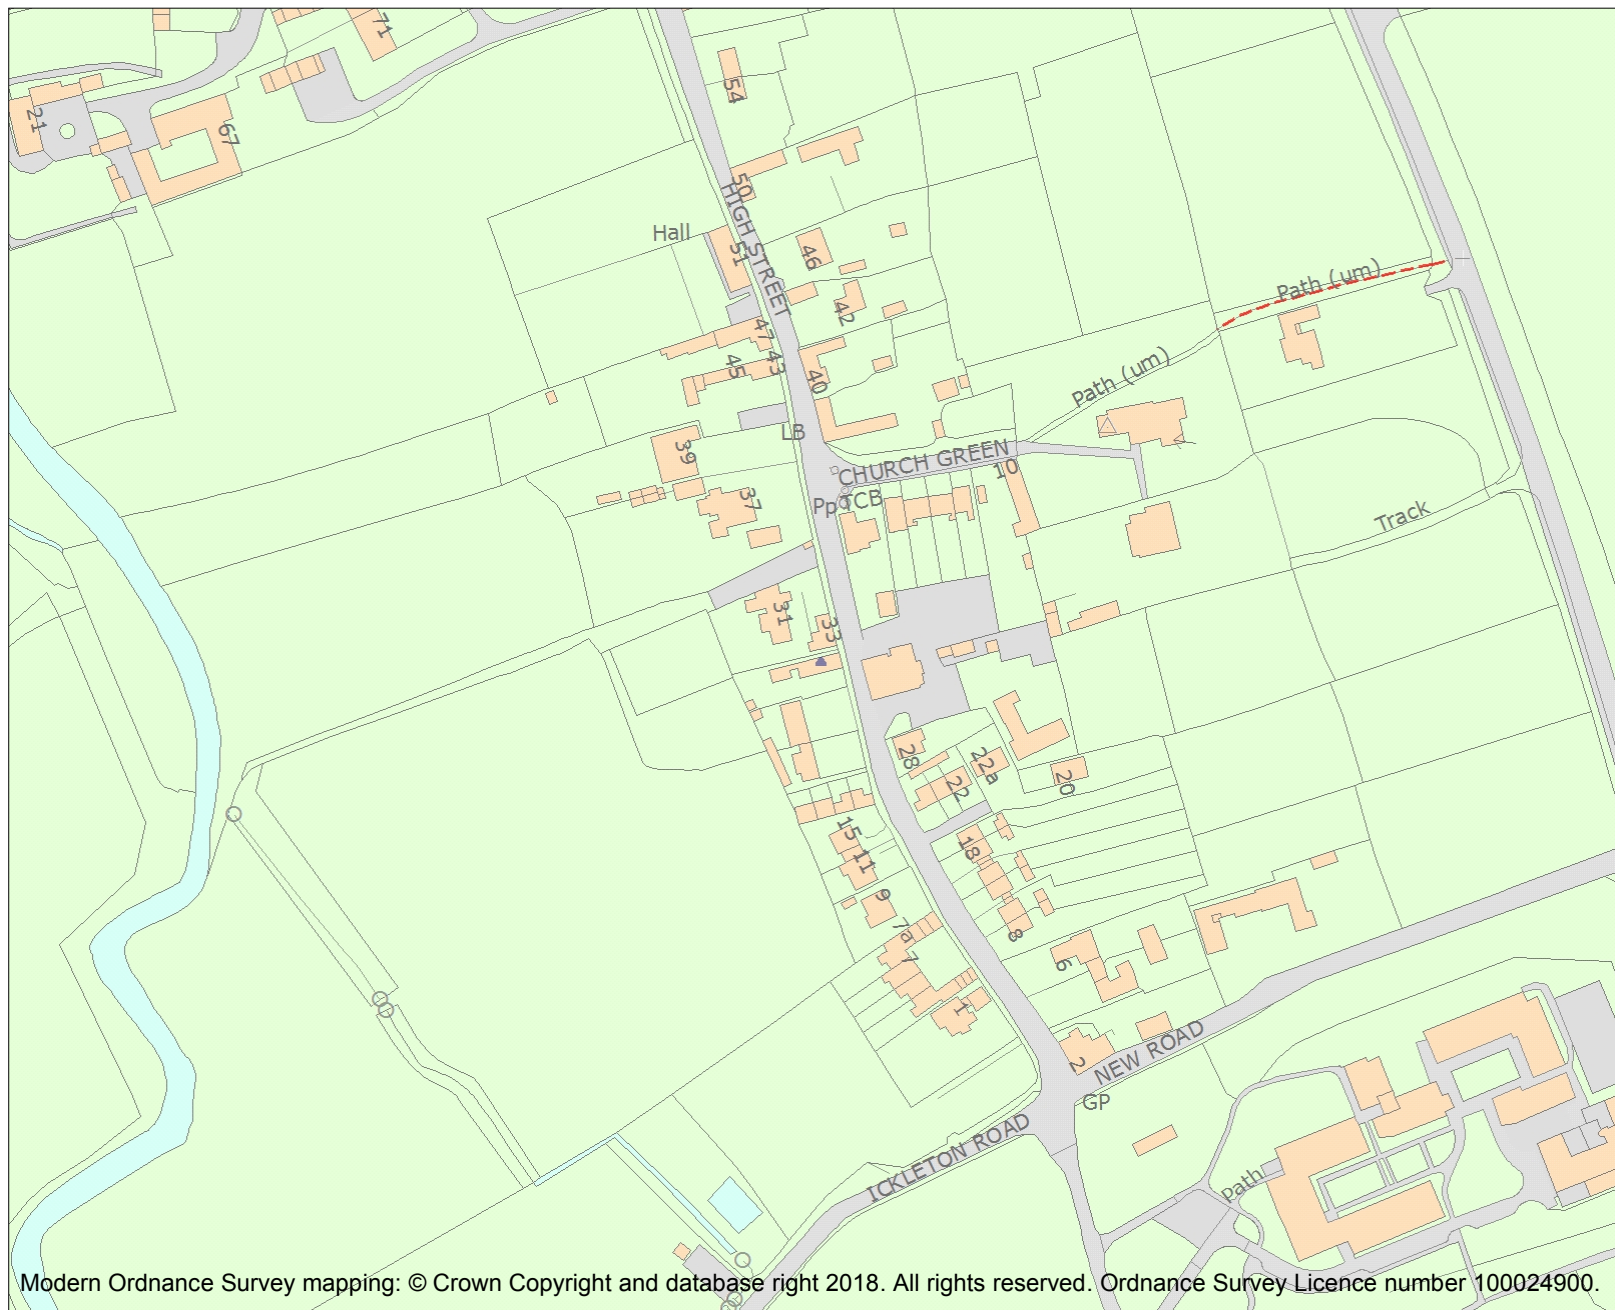 71
21
67
54
50
HIGH STREET
Hall
51
46
42
Path (um)
47
43
45
40
Path (um)
LB
39
CHURCH GREEN
10
37
Pp
TCB
Track
31
33
28
22a
22
20
15
11
18
9
7a
7
8
6
1
2
NEW ROAD
GP
ICKLETON ROAD
Path
Modern Ordnance Survey mapping: © Crown Copyright and database right 2018. All rights reserved. Ordnance Survey Licence number 100024900.